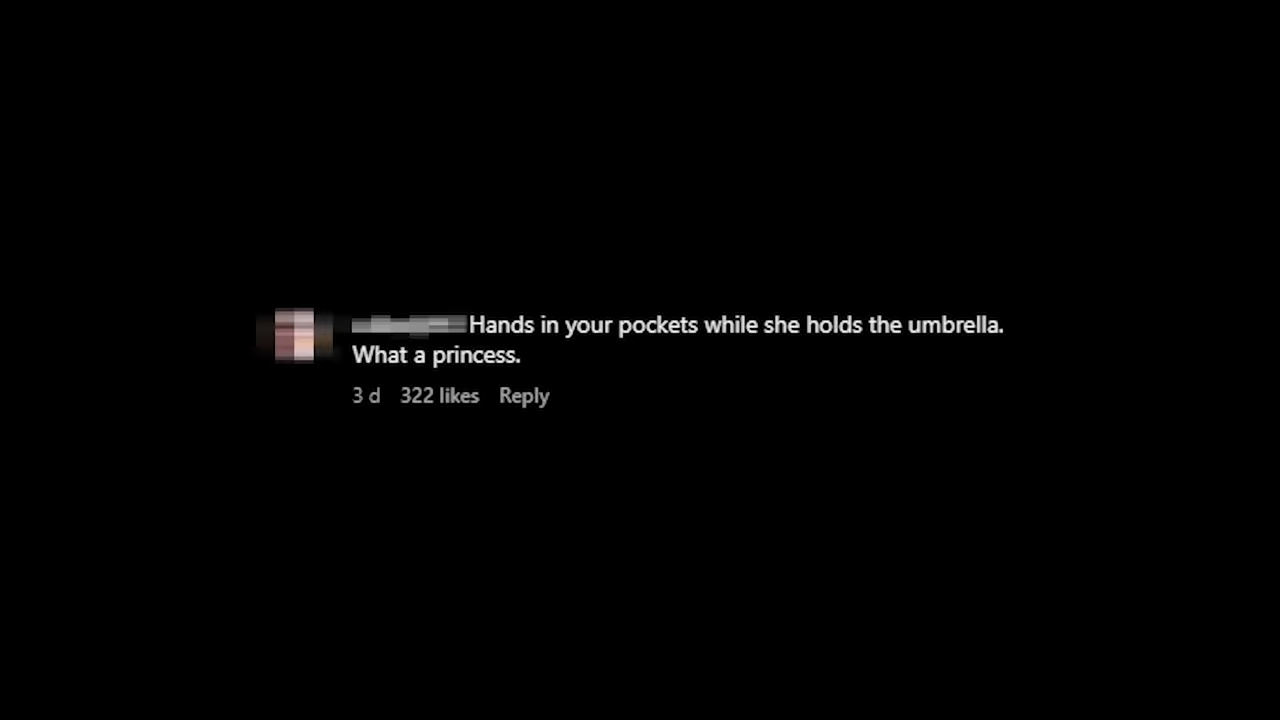 Hands in your pockets while she holds the umbrella.
What a princess.
3 d 322 likes Reply